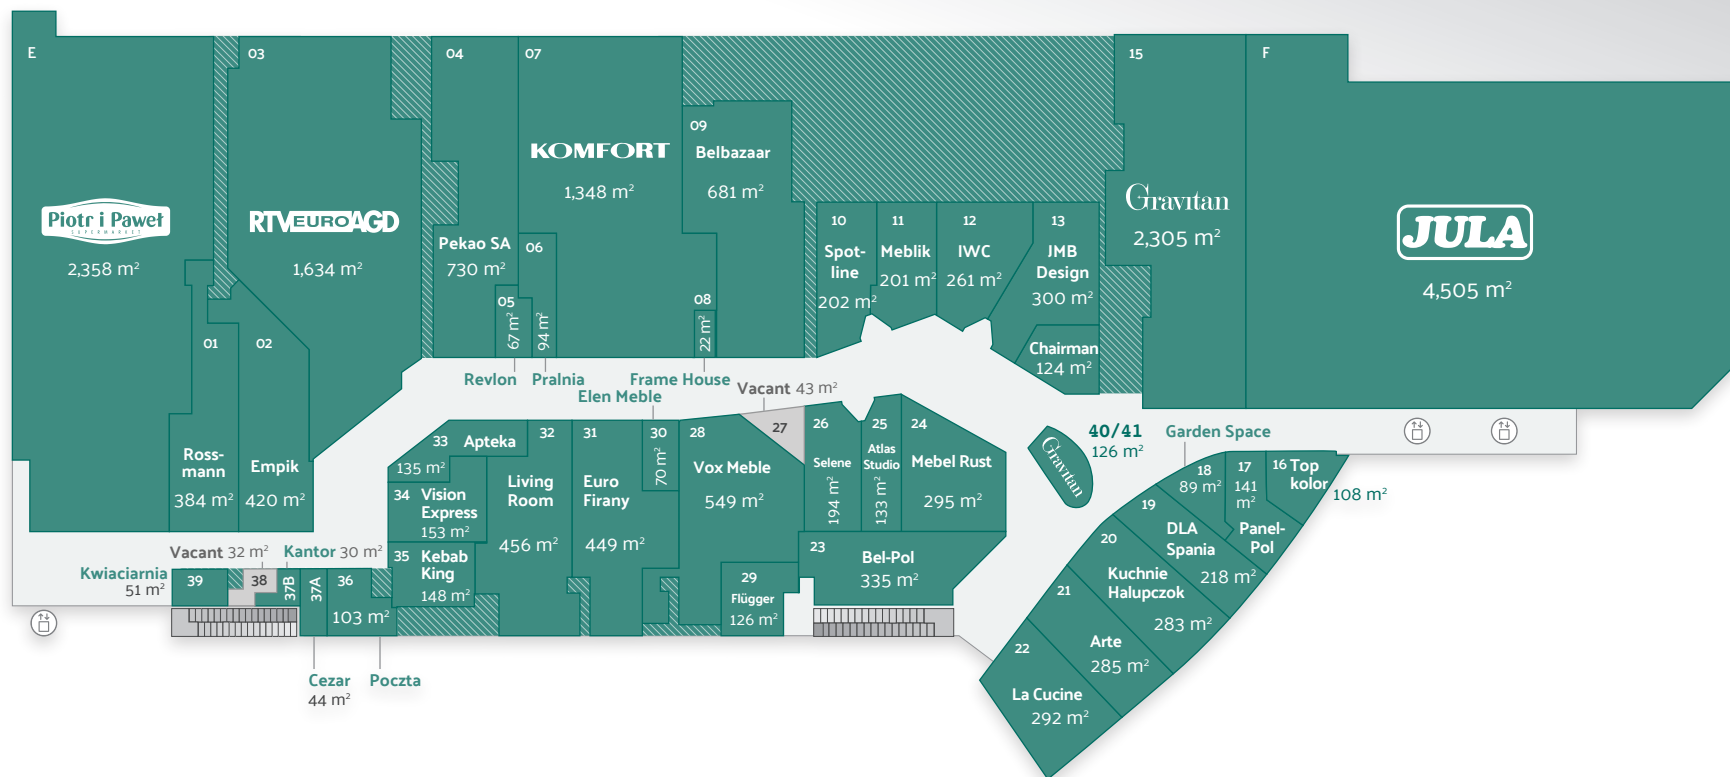 E
Piotr i Paweł
SUPERMARKET
2,358 m²
03
RTV EURO AGD
1,634 m²
01
Ross-
mann
384 m²
02
Empik
420 m²
04
Pekao SA
730 m²
05
67 m²
Revlon
06
94 m²
Pralnia
07
KOMFORT
1,348 m²
08
22 m²
Frame House
09
Belbazaar
681 m²
10
Spot-
line
202 m²
11
Meblik
201 m²
12
IWC
261 m²
13
JMB
Design
300 m²
Chairman
124 m²
15
Gravitan
2,305 m²
F
JULA
4,505 m²
Elen Meble
Vacant 43 m²
33
Apteka
135 m²
34
Vision
Express
153 m²
35
Kebab
King
148 m²
32
Living
Room
456 m²
31
Euro
Firany
449 m²
30
70 m²
28
Vox Meble
549 m²
27
26
Selene
194 m²
25
Atlas
Studio
133 m²
24
Mebel Rust
295 m²
23
Bel-Pol
335 m²
29
Flügger
126 m²
Gravitan
40/41
126 m²
Garden Space
18
89 m²
17
141
m²
Panel-
Pol
16 Top
kolor
108 m²
19
DLA
Spania
218 m²
20
Kuchnie
Halupczok
283 m²
21
Arte
285 m²
22
La Cucine
292 m²
Vacant 32 m²
Kantor 30 m²
Kwiaciarnia
51 m²
39
38
37B
37A
36
103 m²
Cezar
44 m²
Poczta